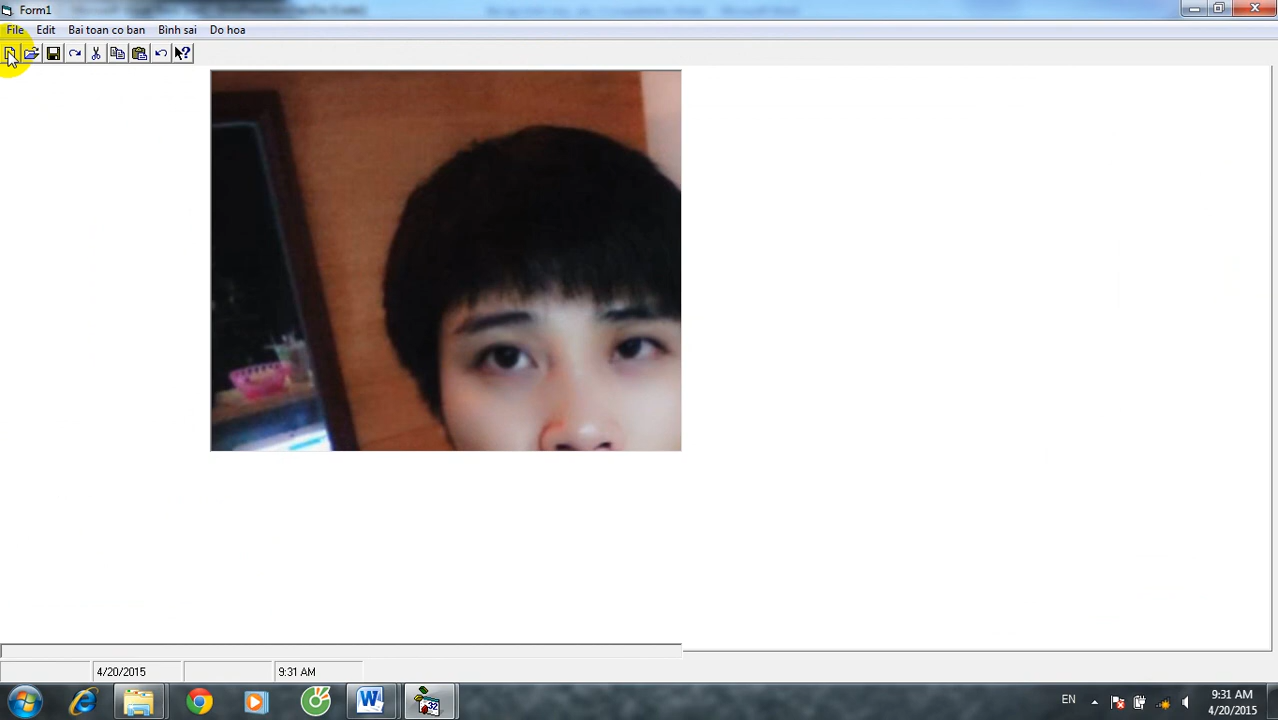 Form1
File Edit Bai toan co ban Bình sai Do hoa
4/20/2015 9:31 AM
EN 9:31 AM
4/20/2015